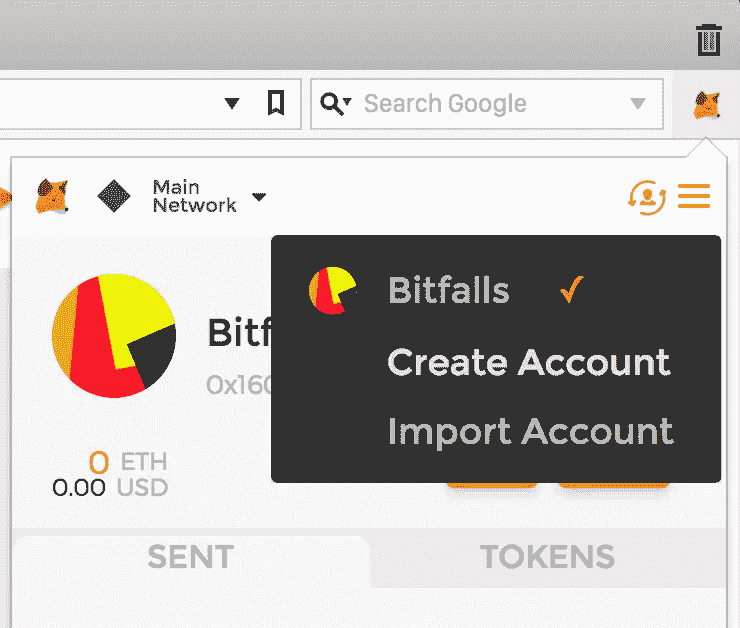 Search Google
Main
Network
Bitfalls ✓
Bitf
Create Account
0x160
Import Account
0 ETH
0.00 USD
SENT
TOKENS